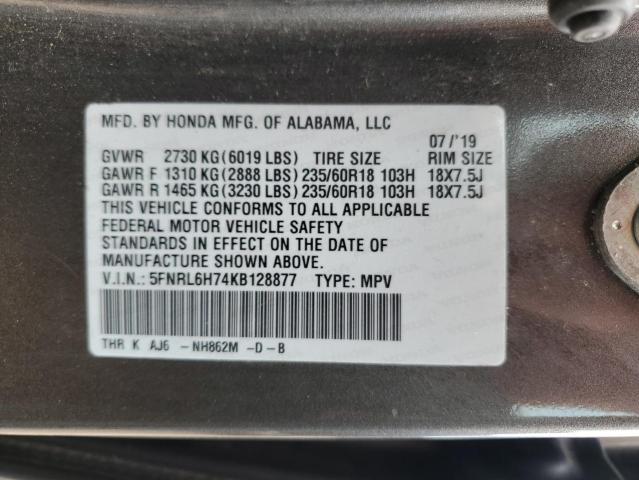 MFD. BY HONDA MFG. OF ALABAMA, LLC
07/'19
GVWR 2730 KG (6019 LBS) TIRE SIZE RIM SIZE
GAWR F 1310 KG (2888 LBS) 235/60R18 103H 18X7.5J
GAWR R 1465 KG (3230 LBS) 235/60R18 103H 18X7.5J
THIS VEHICLE CONFORMS TO ALL APPLICABLE
FEDERAL MOTOR VEHICLE SAFETY
STANDARDS IN EFFECT ON THE DATE OF
MANUFACTURE SHOWN ABOVE.
V.I.N.: 5FNRL6H74KB128877 TYPE: MPV
THR K AJ6 -NH862M -D-B